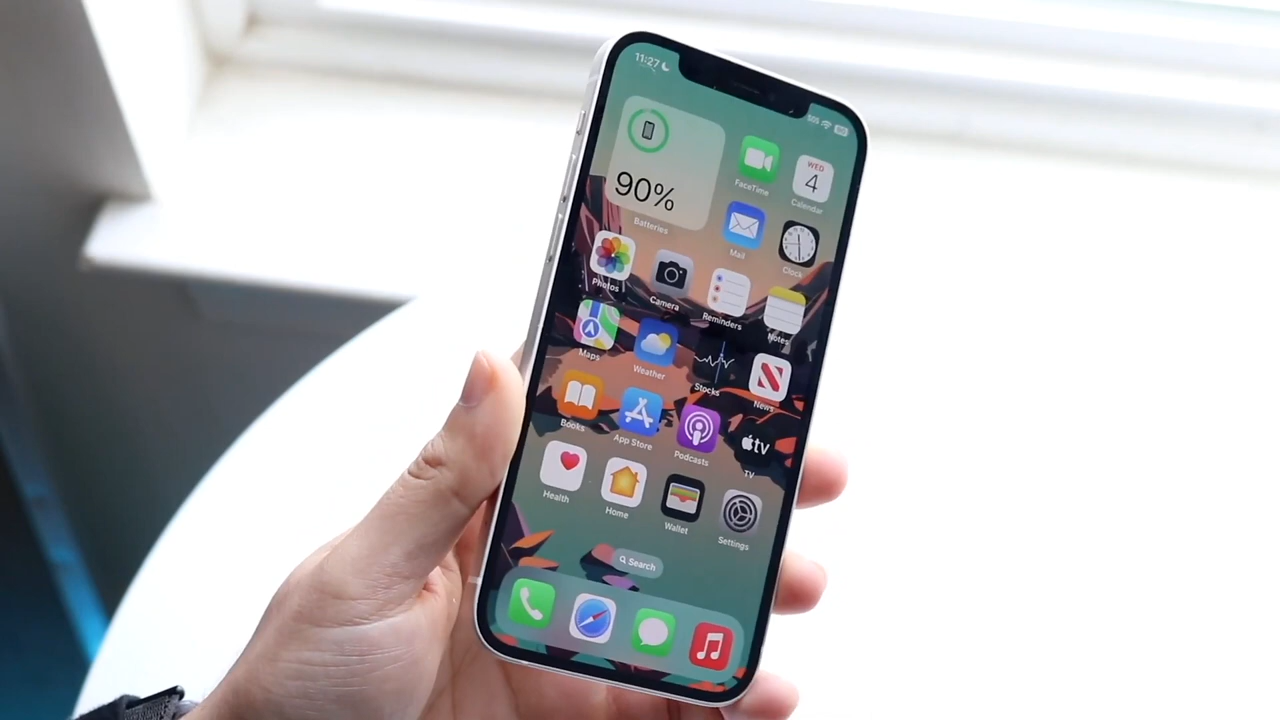 11:27
SOS
90%
Batteries
FaceTime
WED
4
Calendar
Mail
Clock
Photos
Camera
Reminders
Notes
Maps
Weather
Stocks
News
Books
App Store
Podcasts
tv
TV
Health
Home
Wallet
Settings
Search